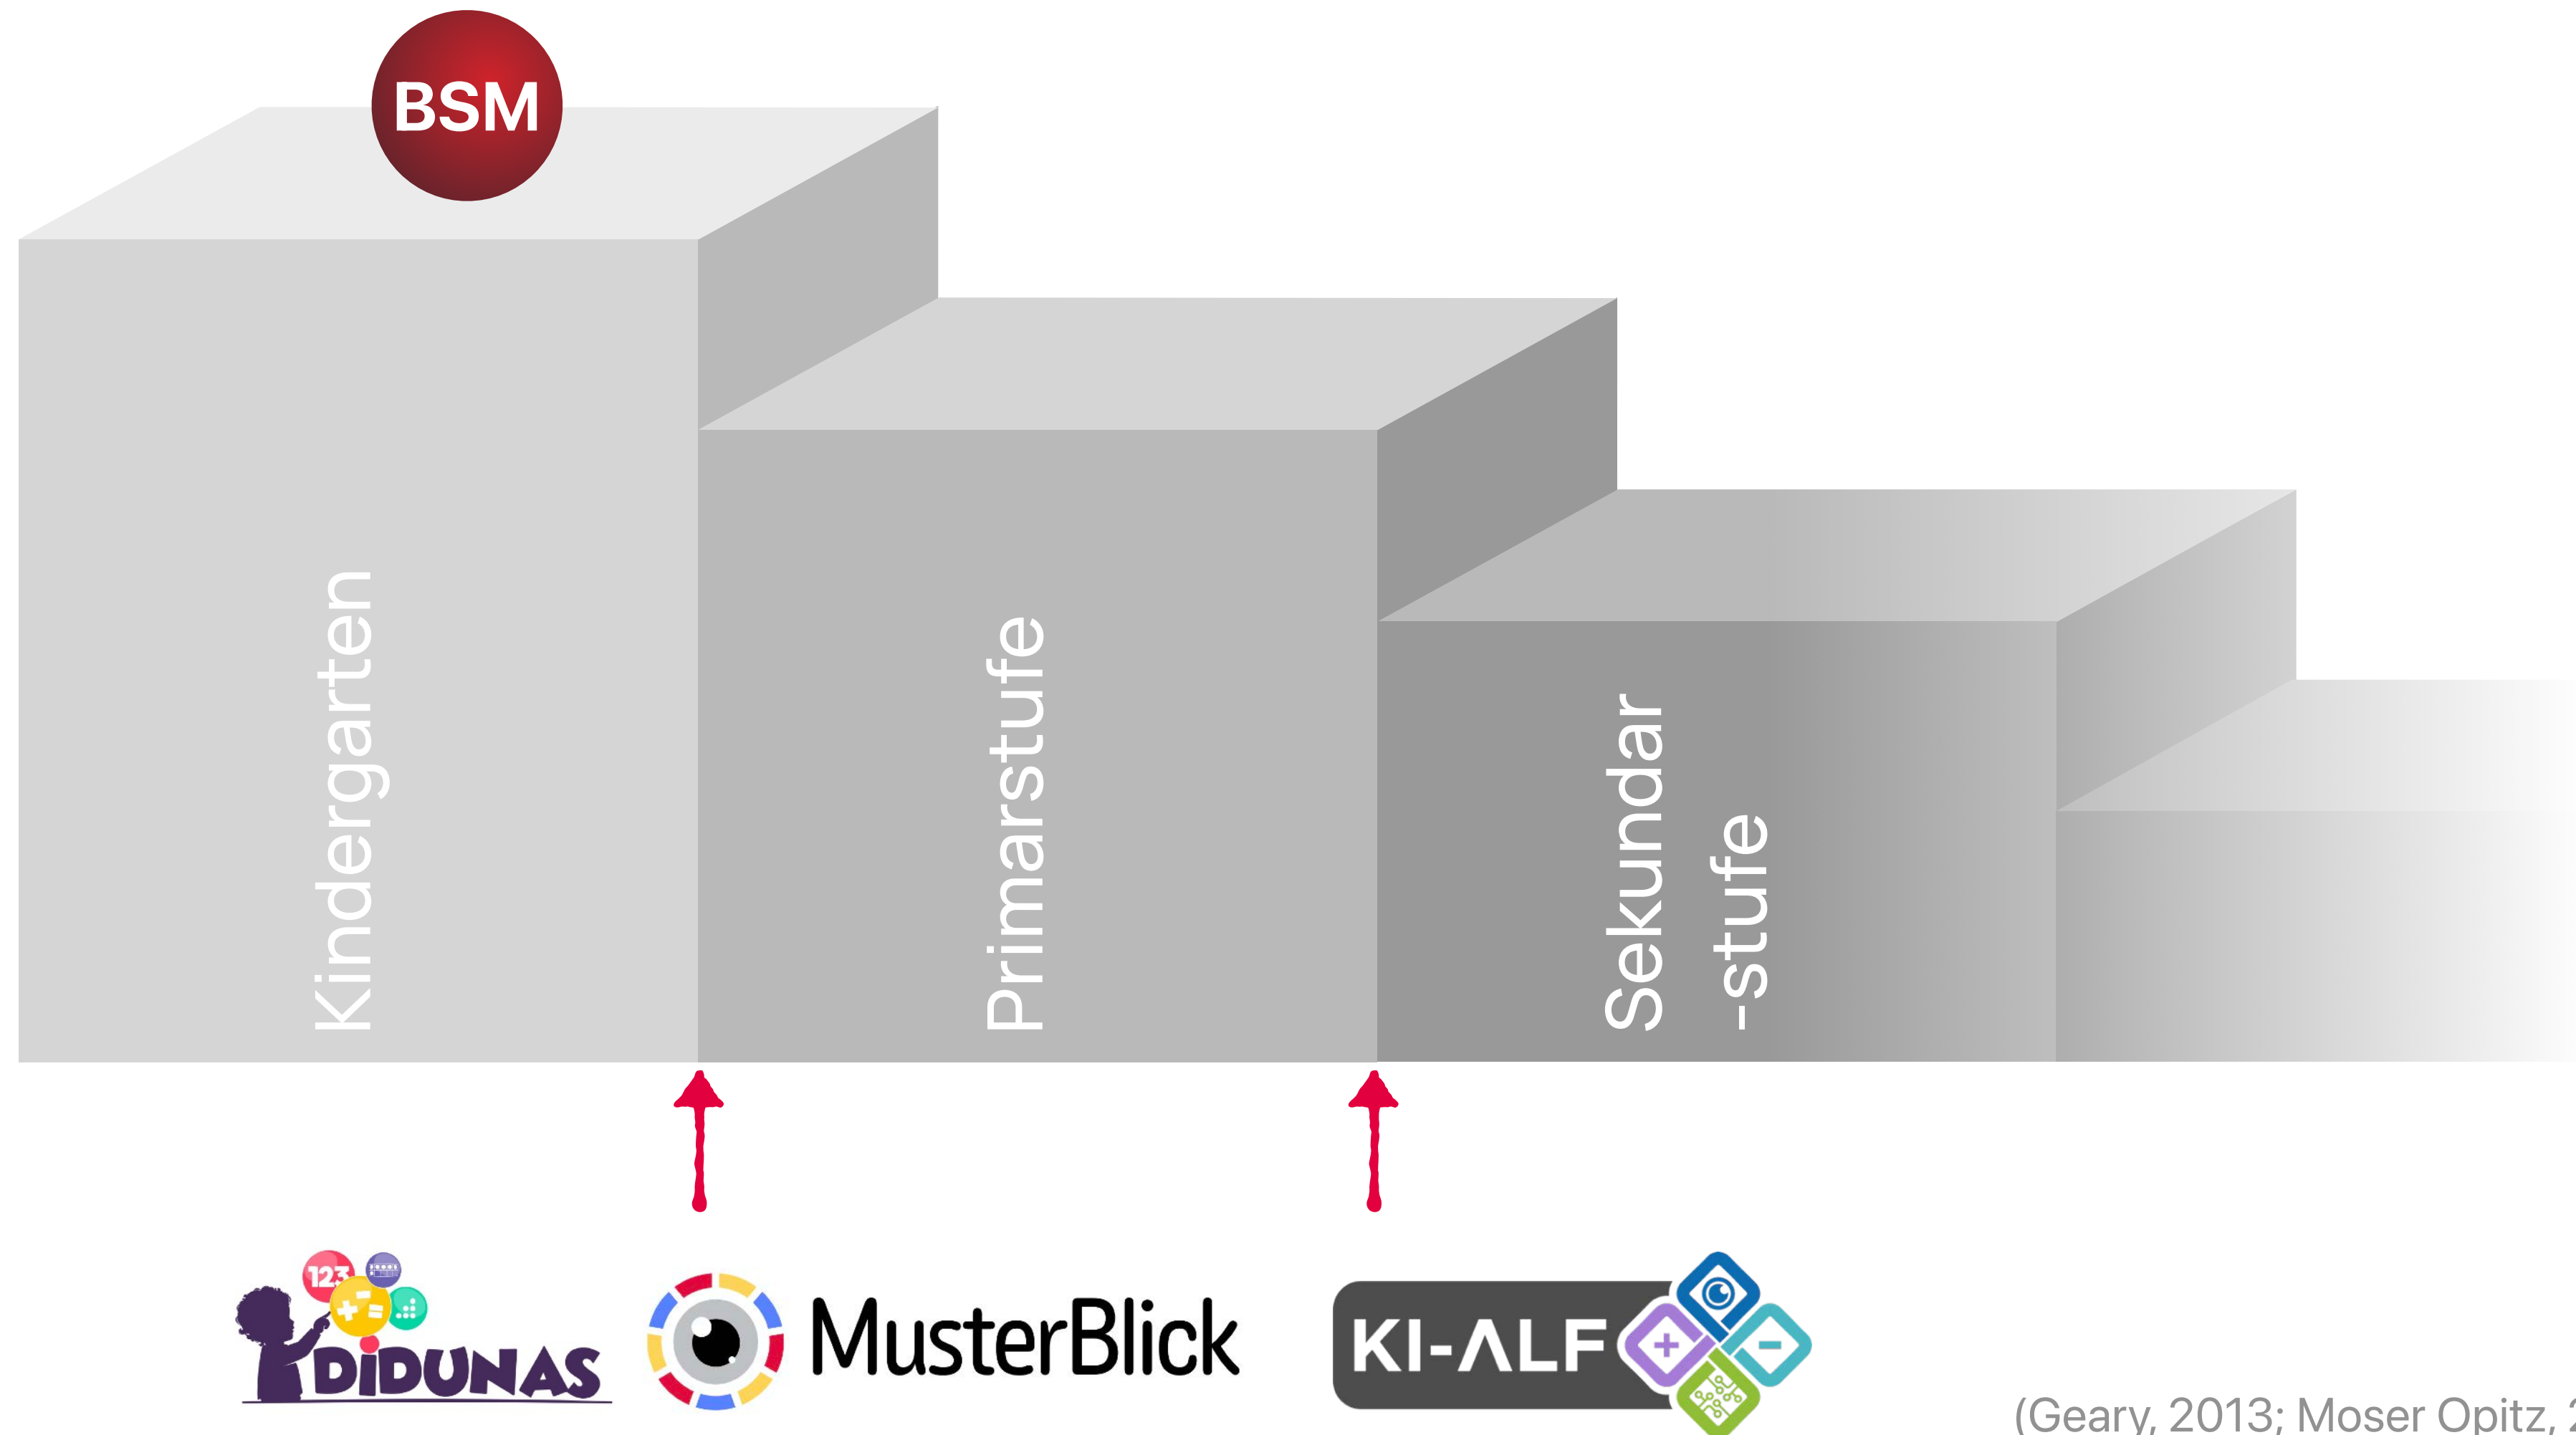 BSM
Kindergarten
Primarstufe
Sekundar
-stufe
123
DIDUNAS
MusterBlick
KI-ALF
(Geary, 2013; Moser Opitz,